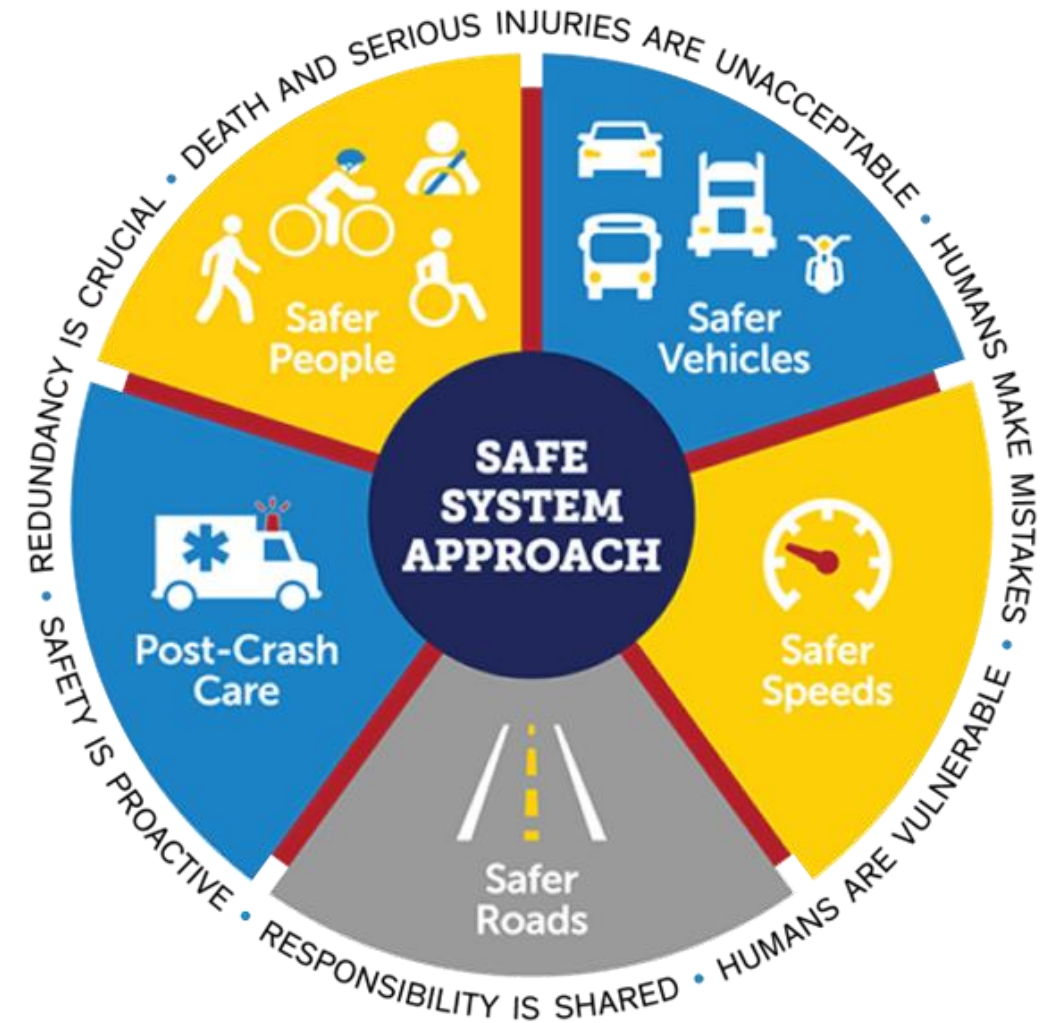 DEATH AND SERIOUS INJURIES ARE UNACCEPTABLE •
HUMANS MAKE MISTAKES •
HUMANS ARE VULNERABLE •
RESPONSIBILITY IS SHARED •
SAFETY IS PROACTIVE •
REDUNDANCY IS CRUCIAL •
Safer
People
Safer
Vehicles
SAFE
SYSTEM
APPROACH
Post-Crash
Care
Safer
Speeds
Safer
Roads